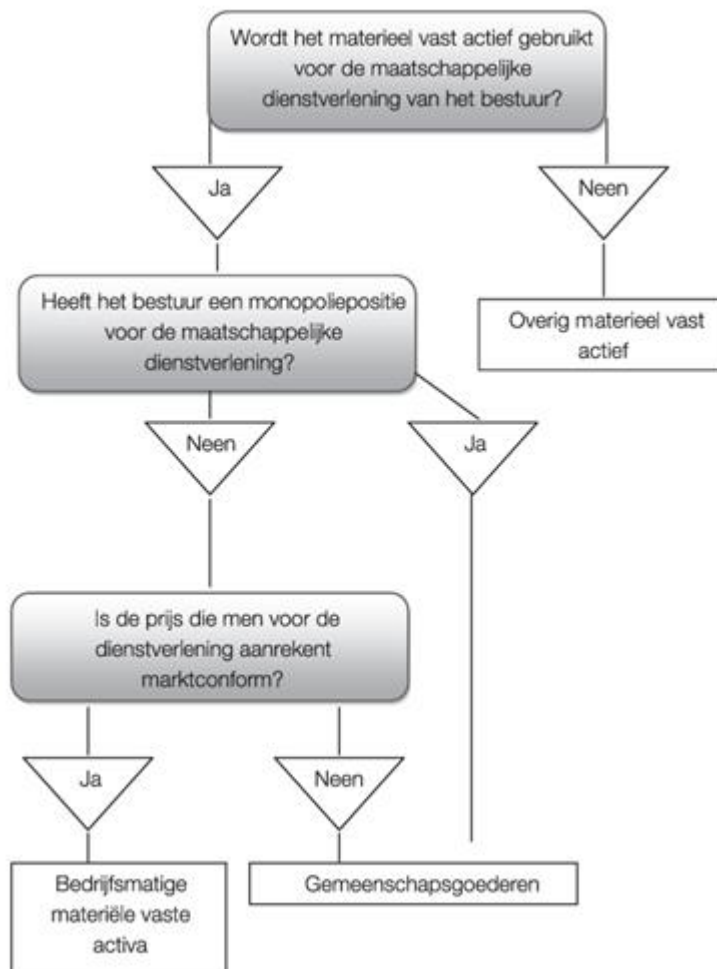 Wordt het materieel vast actief gebruikt
voor de maatschappelijke
dienstverlening van het bestuur?
Ja
Neen
Heeft het bestuur een monopoliepositie
voor de maatschappelijke
dienstverlening?
Overig materieel vast
actief
Neen
Ja
Is de prijs die men voor de
dienstverlening aanrekent
marktconform?
Ja
Neen
Bedrijfsmatige
materiële vaste
activa
Gemeenschapsgoederen